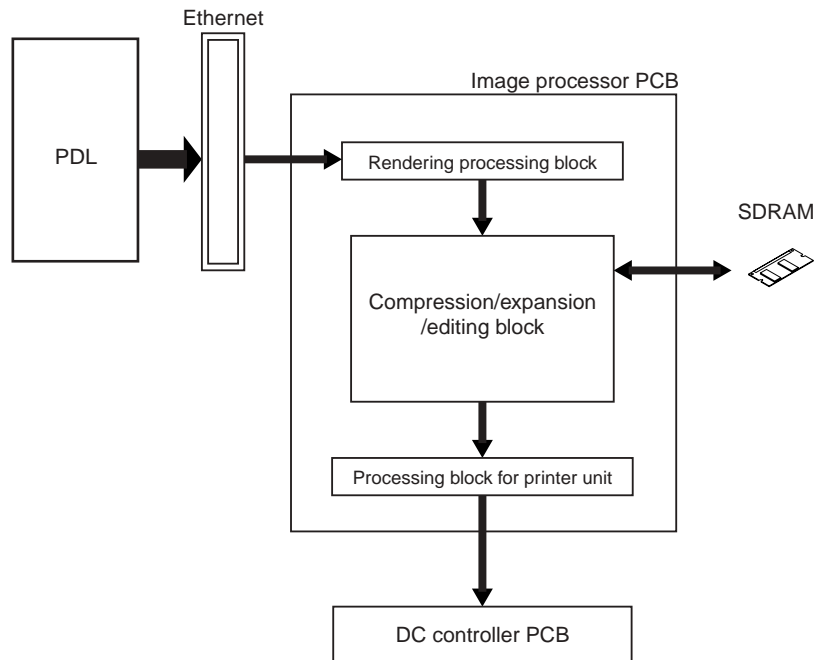 Ethernet
Image processor PCB
PDL
Rendering processing block
SDRAM
Compression/expansion
/editing block
Processing block for printer unit
DC controller PCB